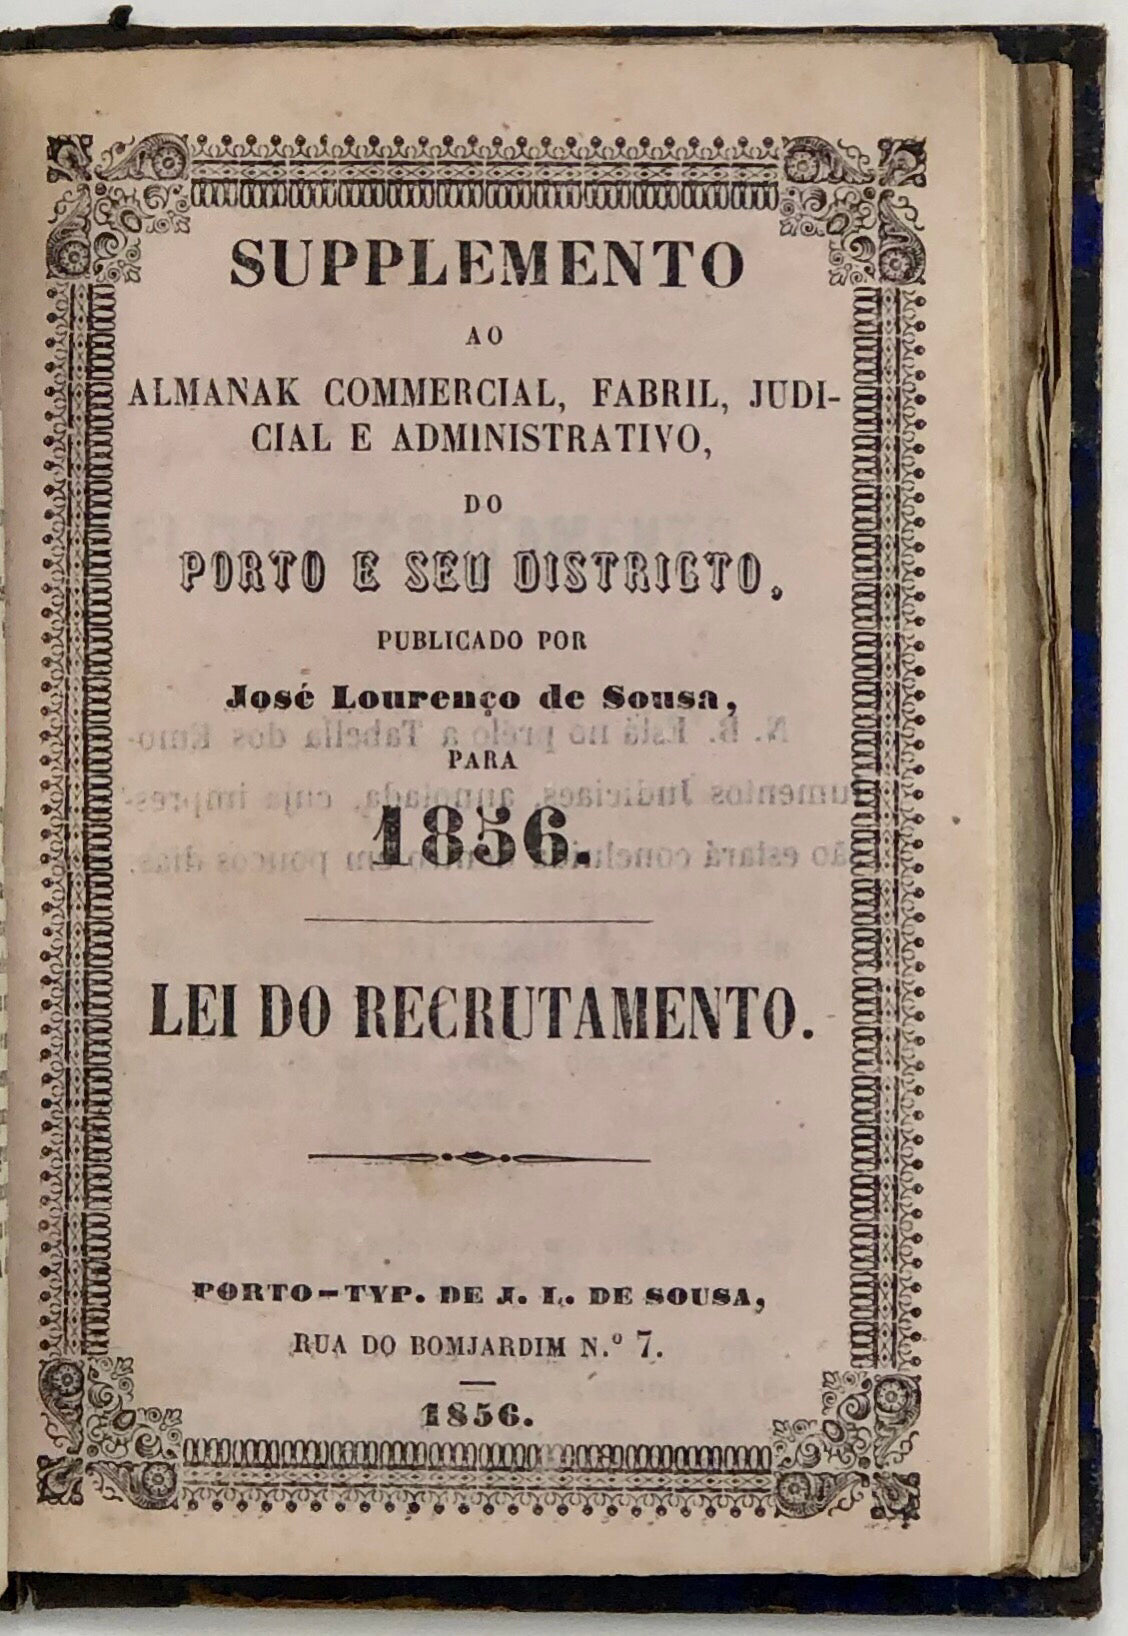 SUPPLEMENTO
AO
ALMANAK COMMERCIAL, FABRIL, JUDI-
CIAL E ADMINISTRATIVO,
DO
PORTO E SEU DISTRICTO,
PUBLICADO POR
José Lourenço de Sousa,
PARA
1856.
LEI DO RECRUTAMENTO.
PORTO-TYP. DE J. L. DE SOUSA,
RUA DO BOMJARDIM N.º 7.
1856.